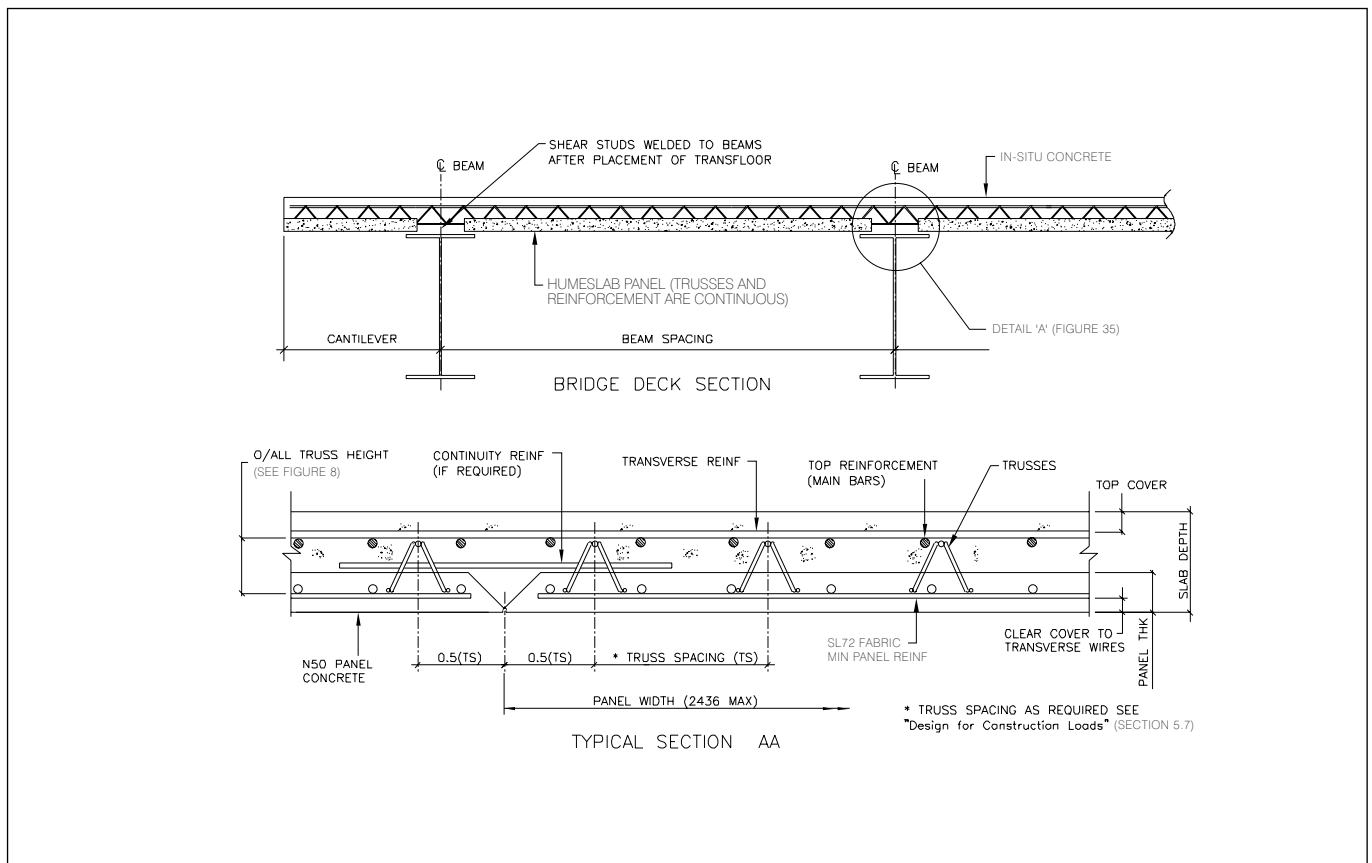 SHEAR STUDS WELDED TO BEAMS
AFTER PLACEMENT OF TRANSFLOOR
℄ BEAM
℄ BEAM
IN-SITU CONCRETE
HUMESLAB PANEL (TRUSSES AND
REINFORCEMENT ARE CONTINUOUS)
DETAIL 'A' (FIGURE 35)
CANTILEVER
BEAM SPACING
BRIDGE DECK SECTION
O/ALL TRUSS HEIGHT
(SEE FIGURE 8)
CONTINUITY REINF
(IF REQUIRED)
TRANSVERSE REINF
TOP REINFORCEMENT
(MAIN BARS)
TRUSSES
TOP COVER
SLAB DEPTH
PANEL THK
CLEAR COVER TO
TRANSVERSE WIRES
SL72 FABRIC
MIN PANEL REINF
N50 PANEL
CONCRETE
0.5(TS)
0.5(TS)
* TRUSS SPACING (TS)
PANEL WIDTH (2436 MAX)
* TRUSS SPACING AS REQUIRED SEE
"Design for Construction Loads" (SECTION 5.7)
TYPICAL SECTION AA